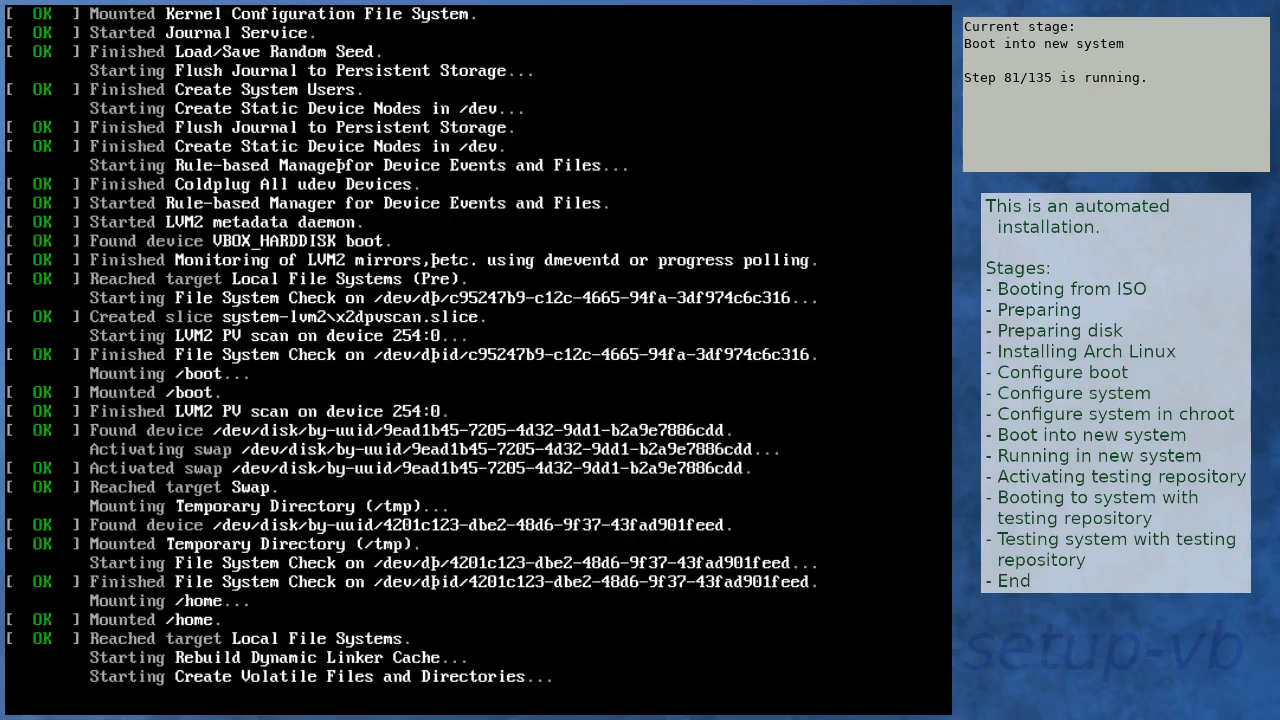 [  OK  ] Mounted Kernel Configuration File System.
[  OK  ] Started Journal Service.
[  OK  ] Finished Load/Save Random Seed.
Starting Flush Journal to Persistent Storage...
[  OK  ] Finished Create System Users.
Starting Create Static Device Nodes in /dev...
[  OK  ] Finished Flush Journal to Persistent Storage.
[  OK  ] Finished Create Static Device Nodes in /dev.
Starting Rule-based Manageþfor Device Events and Files...
[  OK  ] Finished Coldplug All udev Devices.
[  OK  ] Started Rule-based Manager for Device Events and Files.
[  OK  ] Started LVM2 metadata daemon.
[  OK  ] Found device VBOX_HARDDISK boot.
[  OK  ] Finished Monitoring of LVM2 mirrors,þetc. using dmeventd or progress polling.
[  OK  ] Reached target Local File Systems (Pre).
Starting File System Check on /dev/dþ/c95247b9-c12c-4665-94fa-3df974c6c316...
[  OK  ] Created slice system-lvm2\x2dpvscan.slice.
Starting LVM2 PV scan on device 254:0...
[  OK  ] Finished File System Check on /dev/dþid/c95247b9-c12c-4665-94fa-3df974c6c316.
Mounting /boot...
[  OK  ] Mounted /boot.
[  OK  ] Finished LVM2 PV scan on device 254:0.
[  OK  ] Found device /dev/disk/by-uuid/9ead1b45-7205-4d32-9dd1-b2a9e7886cdd.
Activating swap /dev/disk/by-uuid/9ead1b45-7205-4d32-9dd1-b2a9e7886cdd...
[  OK  ] Activated swap /dev/disk/by-uuid/9ead1b45-7205-4d32-9dd1-b2a9e7886cdd.
[  OK  ] Reached target Swap.
Mounting Temporary Directory (/tmp)...
[  OK  ] Found device /dev/disk/by-uuid/4201c123-dbe2-48d6-9f37-43fad901feed.
[  OK  ] Mounted Temporary Directory (/tmp).
Starting File System Check on /dev/dþ/4201c123-dbe2-48d6-9f37-43fad901feed...
[  OK  ] Finished File System Check on /dev/dþid/4201c123-dbe2-48d6-9f37-43fad901feed.
Mounting /home...
[  OK  ] Mounted /home.
[  OK  ] Reached target Local File Systems.
Starting Rebuild Dynamic Linker Cache...
Starting Create Volatile Files and Directories...
Current stage:
Boot into new system
Step 81/135 is running.
This is an automated
installation.
Stages:
- Booting from ISO
- Preparing
- Preparing disk
- Installing Arch Linux
- Configure boot
- Configure system
- Configure system in chroot
- Boot into new system
- Running in new system
- Activating testing repository
- Booting to system with
testing repository
- Testing system with testing
repository
- End
-setup-vb